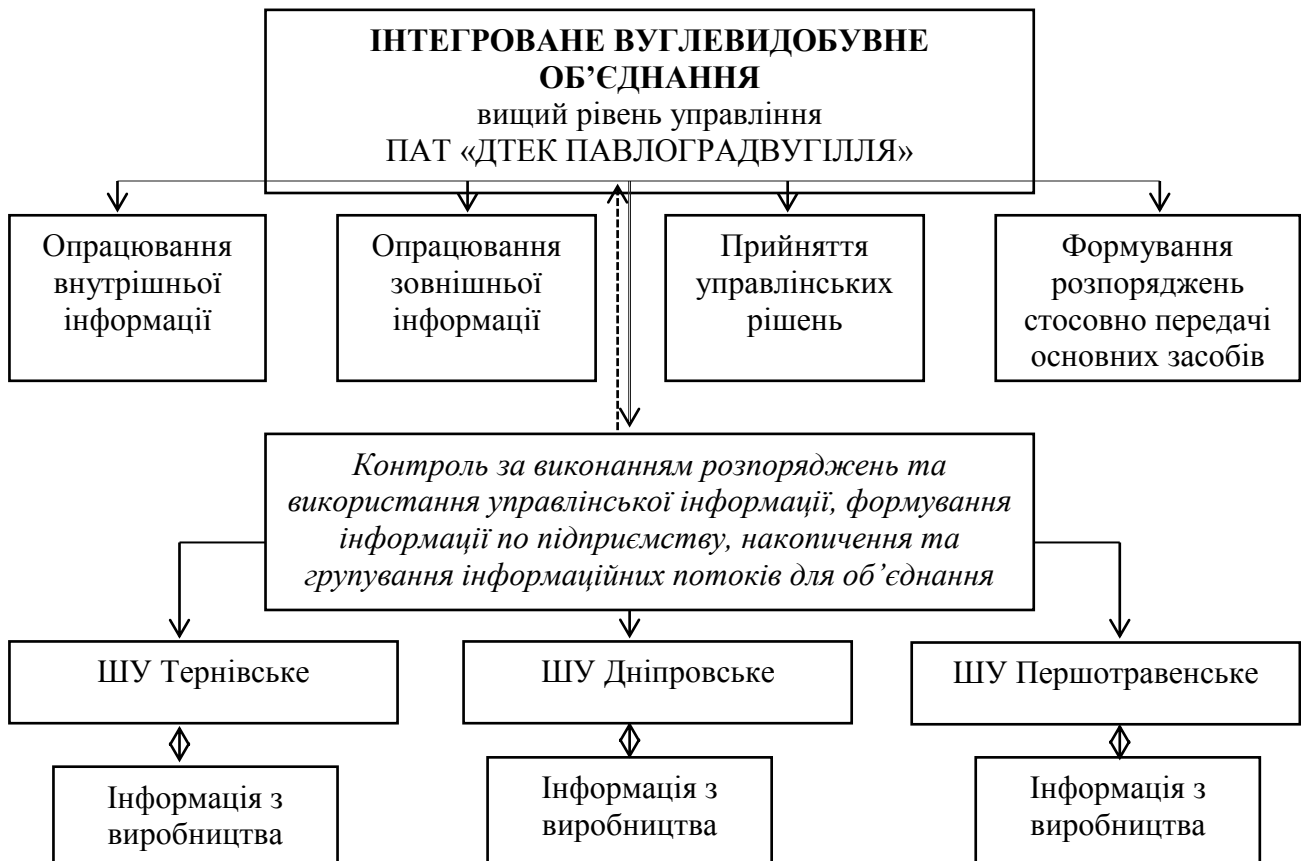 ІНТЕГРОВАНЕ ВУГЛЕВИДОБУВНЕ
ОБ’ЄДНАННЯ
вищий рівень управління
ПАТ «ДТЕК ПАВЛОГРАДВУГІЛЛЯ»
Опрацювання
внутрішньої
інформації
Опрацювання
зовнішньої
інформації
Прийняття
управлінських
рішень
Формування
розпоряджень
стосовно передачі
основних засобів
Контроль за виконанням розпоряджень та
використання управлінської інформації, формування
інформації по підприємству, накопичення та
групування інформаційних потоків для об’єднання
ШУ Тернівське
ШУ Дніпровське
ШУ Першотравенське
Інформація з
виробництва
Інформація з
виробництва
Інформація з
виробництва